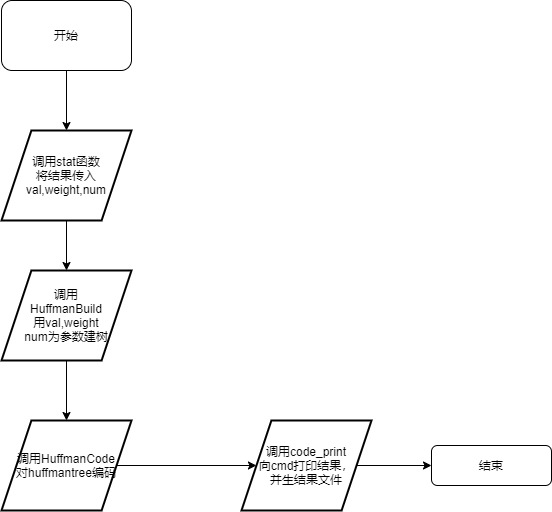 开始
调用stat函数
将结果传入
val,weight,num
调用
HuffmanBuild
用val,weight
num为参数建树
调用HuffmanCode
对huffmantree编码
调用code_print
向cmd打印结果，
并生结果文件
结束